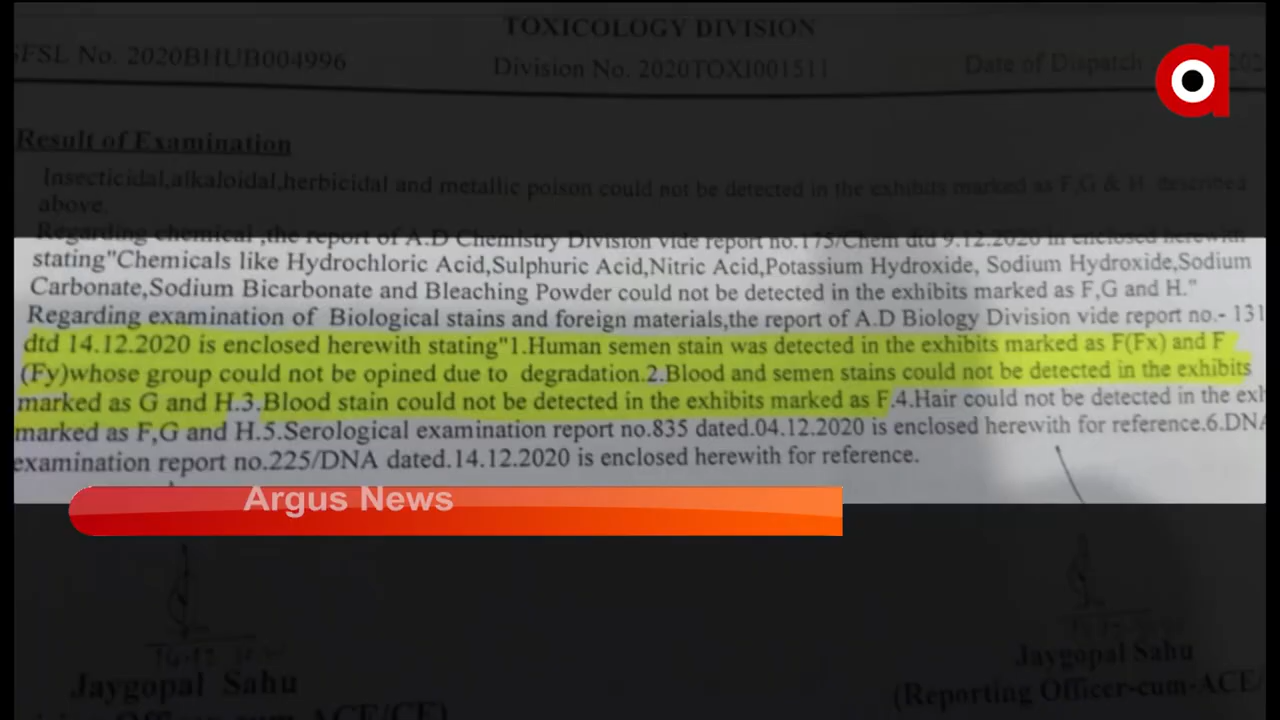 TOXICOLOGY DIVISION
SFSL No. 2020BHUB004996 Division No. 2020TOXI001511 Date of Dispatch
Result of Examination
Insecticidal,alkaloidal,herbicidal and metallic poison could not be detected in the exhibits marked as F,G & H described
above.
Regarding chemical ,the report of A.D Chemistry Division vide report no.175/Chem dtd 9.12.2020 in enclosed herewith
stating"Chemicals like Hydrochloric Acid,Sulphuric Acid,Nitric Acid,Potassium Hydroxide, Sodium Hydroxide,Sodium
Carbonate,Sodium Bicarbonate and Bleaching Powder could not be detected in the exhibits marked as F,G and H."
Regarding examination of Biological stains and foreign materials,the report of A.D Biology Division vide report no.- 131
dtd 14.12.2020 is enclosed herewith stating"1.Human semen stain was detected in the exhibits marked as F(Fx) and F
(Fy)whose group could not be opined due to degradation.2.Blood and semen stains could not be detected in the exhibits
marked as G and H.3.Blood stain could not be detected in the exhibits marked as F.4.Hair could not be detected in the exh
marked as F,G and H.5.Serological examination report no.835 dated.04.12.2020 is enclosed herewith for reference.6.DNA
examination report no.225/DNA dated.14.12.2020 is enclosed herewith for reference.
Argus News
Jaygopal Sahu Jaygopal Sahu
(Reporting Officer-cum-ACE/
Officer-cum-ACE/CE)